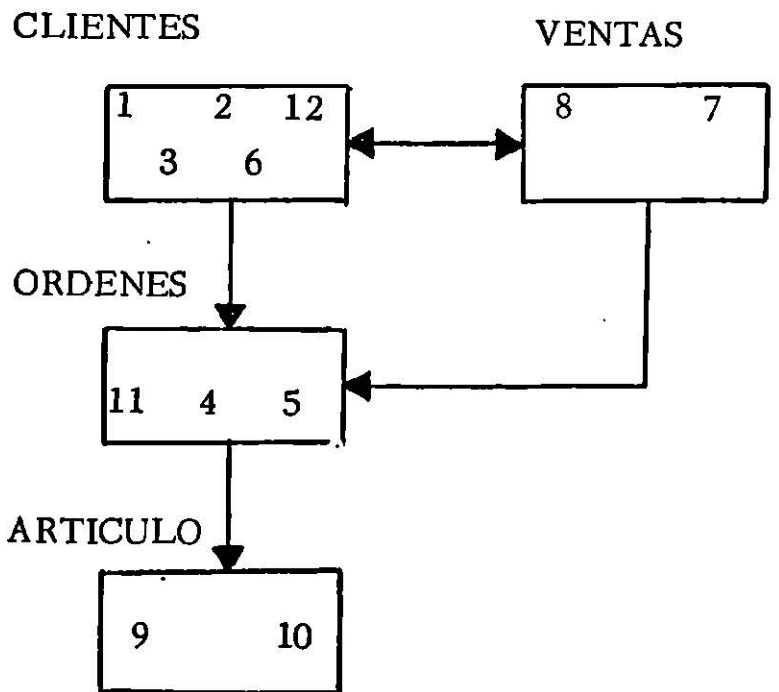 CLIENTES
VENTAS
1 2 12
3 6
8 7
ORDENES
11 4 5
ARTICULO
9 10